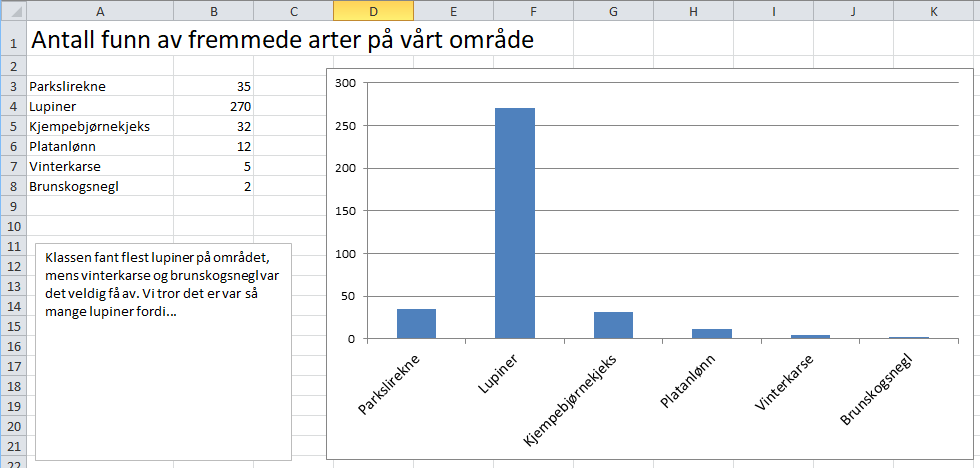 A B C D E F G H I J K
1 Antall funn av fremmede arter på vårt område
2
3 Parkslirekne 35
4 Lupiner 270
5 Kjempebjørnekjeks 32
6 Platanlønn 12
7 Vinterkarse 5
8 Brunskogsnegl 2
9
10
11
12
13
14
15
16
17
18
19
20
21
22
Klassen fant flest lupiner på området,
mens vinterkarse og brunskogsnegl var
det veldig få av. Vi tror det er var så
mange lupiner fordi...
300
250
200
150
100
50
0
Parkslirekne
Lupiner
Kjempebjørnekjeks
Platanlønn
Vinterkarse
Brunskogsnegl